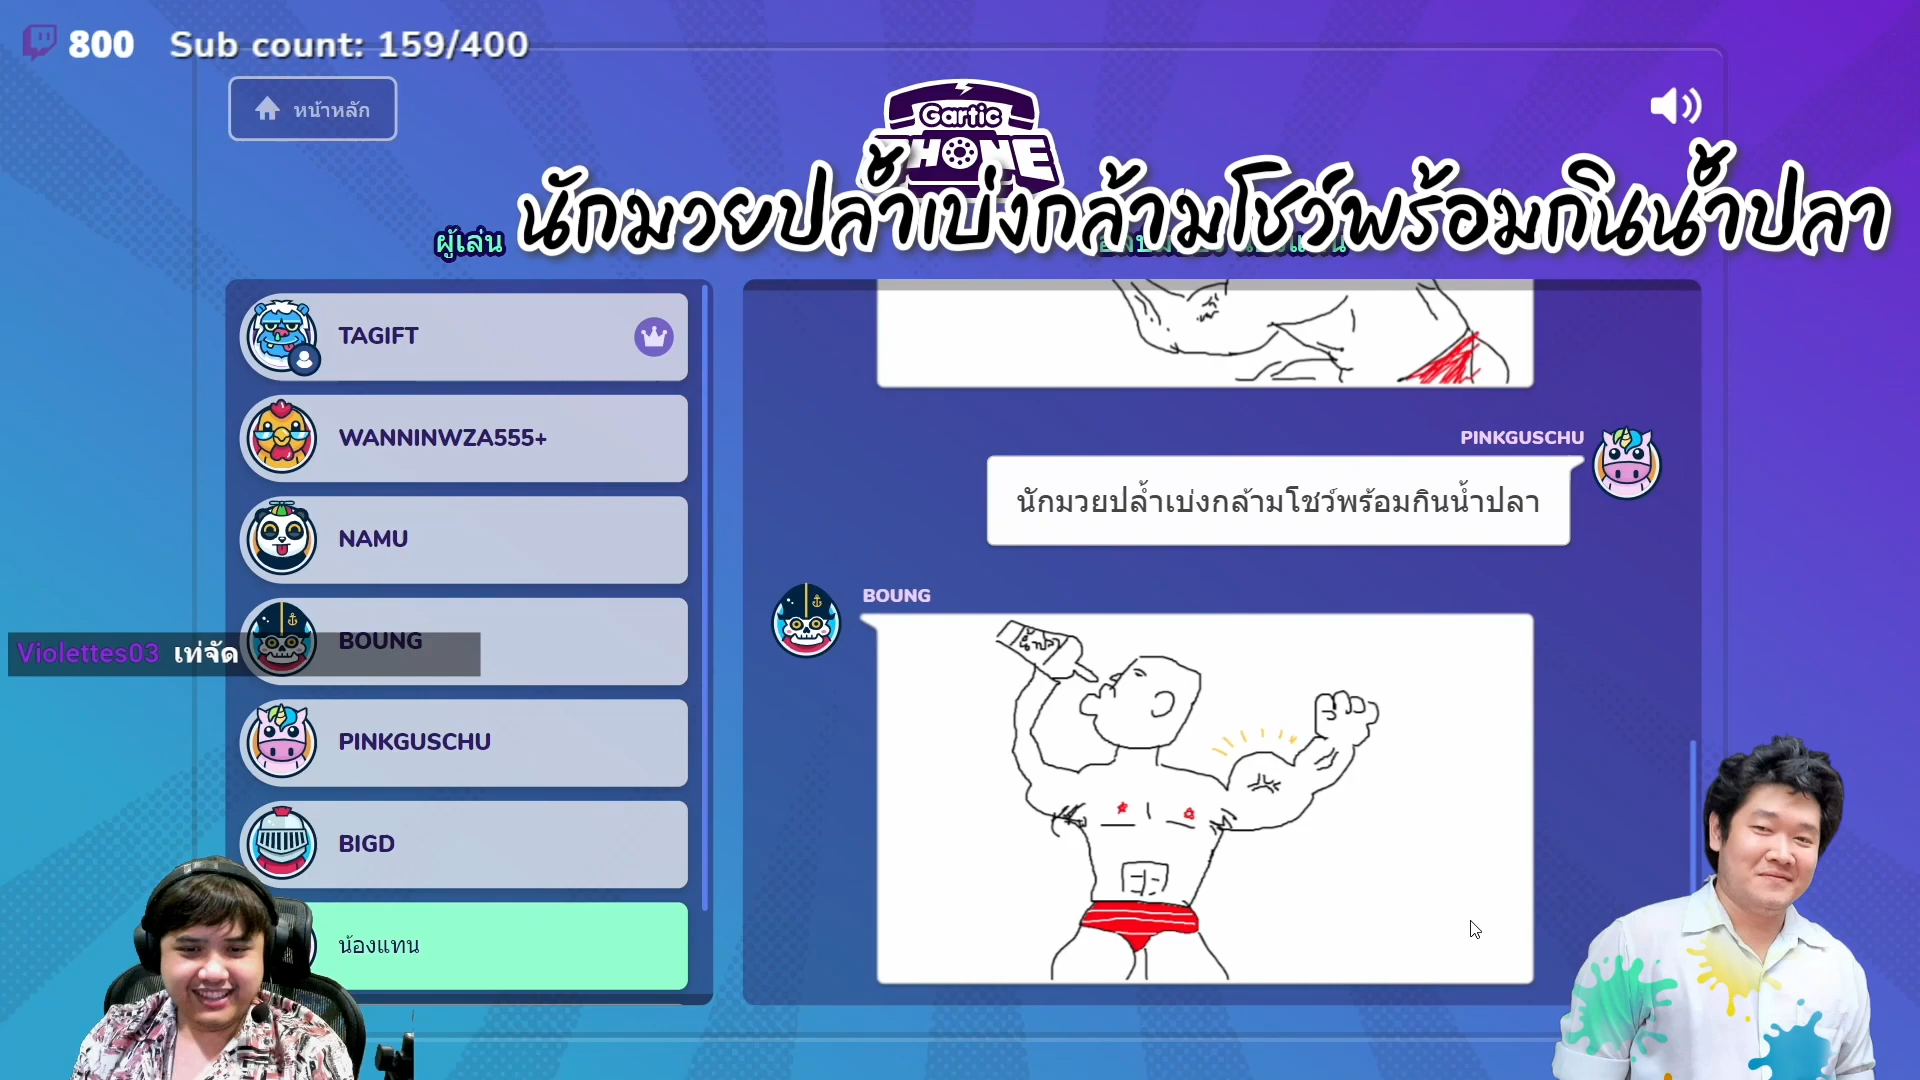 800 Sub count: 159/400
หน้าหลัก
Gartic
PHONE
นักมวยปล้ำเบ่งกล้ามโชว์พร้อมกินน้ำปลา
ผู้เล่น
TAGIFT
WANNINWZA555+
NAMU
BOUNG
Violettes03 เท่จัด
PINKGUSCHU
BIGD
น้องแทน
PINKGUSCHU
นักมวยปล้ำเบ่งกล้ามโชว์พร้อมกินน้ำปลา
BOUNG